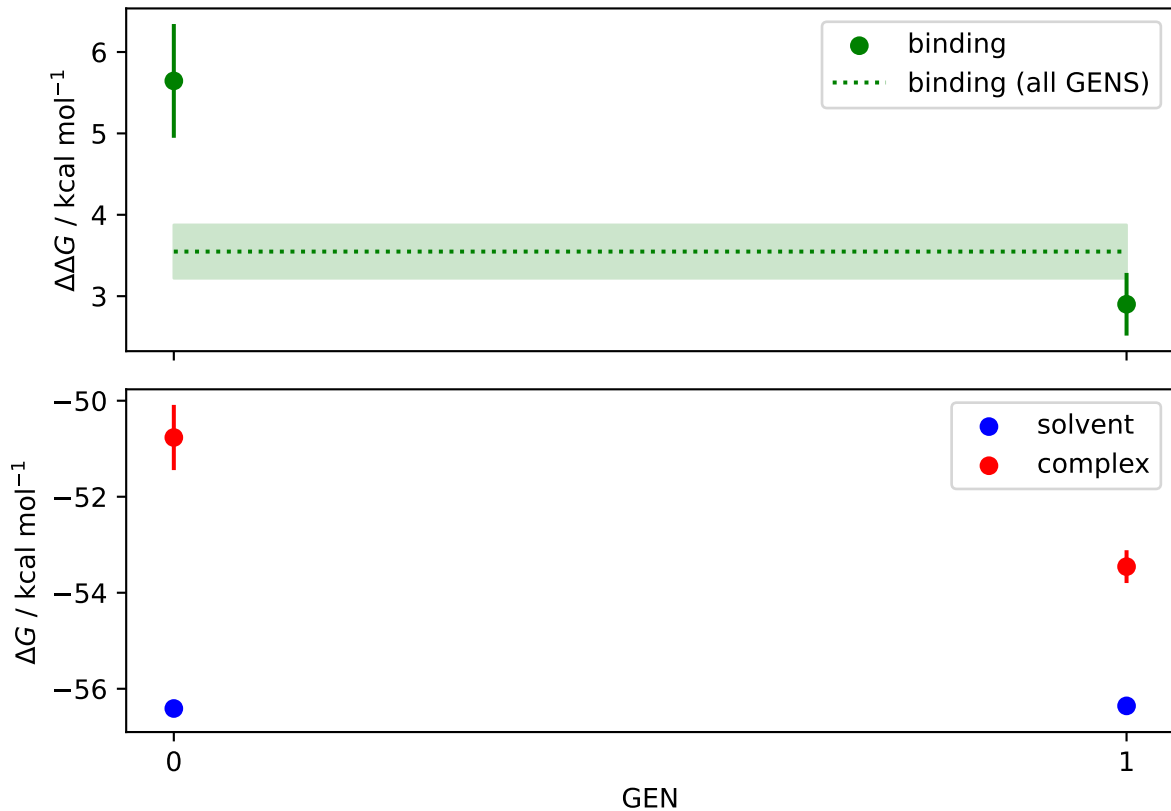 6
5
4
3
ΔΔG / kcal mol⁻¹
binding
binding (all GENS)
−50
−52
−54
−56
ΔG / kcal mol⁻¹
solvent
complex
0
1
GEN